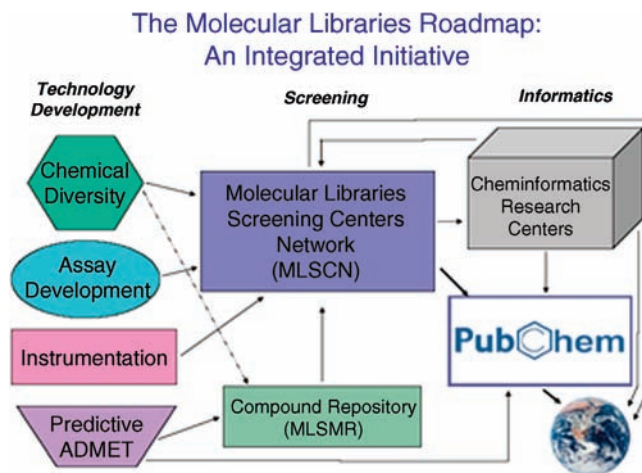 The Molecular Libraries Roadmap:
An Integrated Initiative
Technology
Development
Screening
Informatics
Chemical
Diversity
Assay
Development
Instrumentation
Predictive
ADMET
Molecular Libraries
Screening Centers
Network
(MLSCN)
Compound Repository
(MLSMR)
Cheminformatics
Research
Centers
PubChem